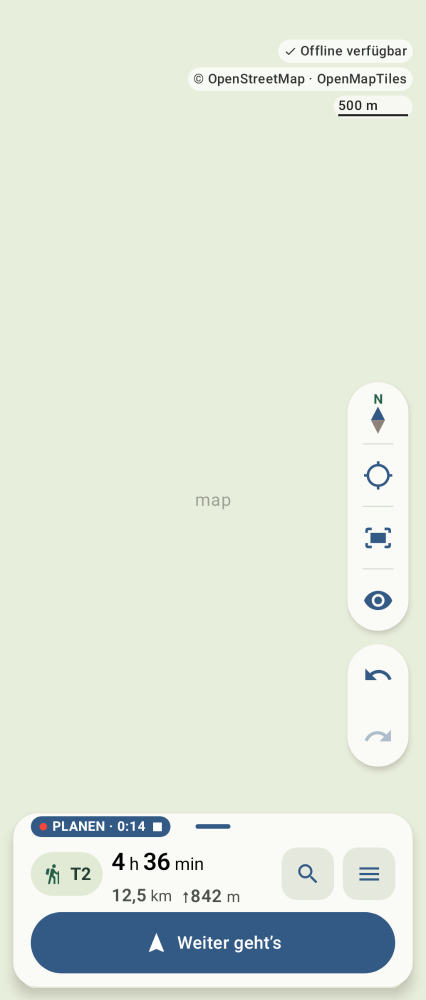 Offline verfügbar
© OpenStreetMap · OpenMapTiles
500 m
N
map
PLANEN · 0:14
T2
4 h 36 min
12,5 km ↑842 m
Weiter geht’s